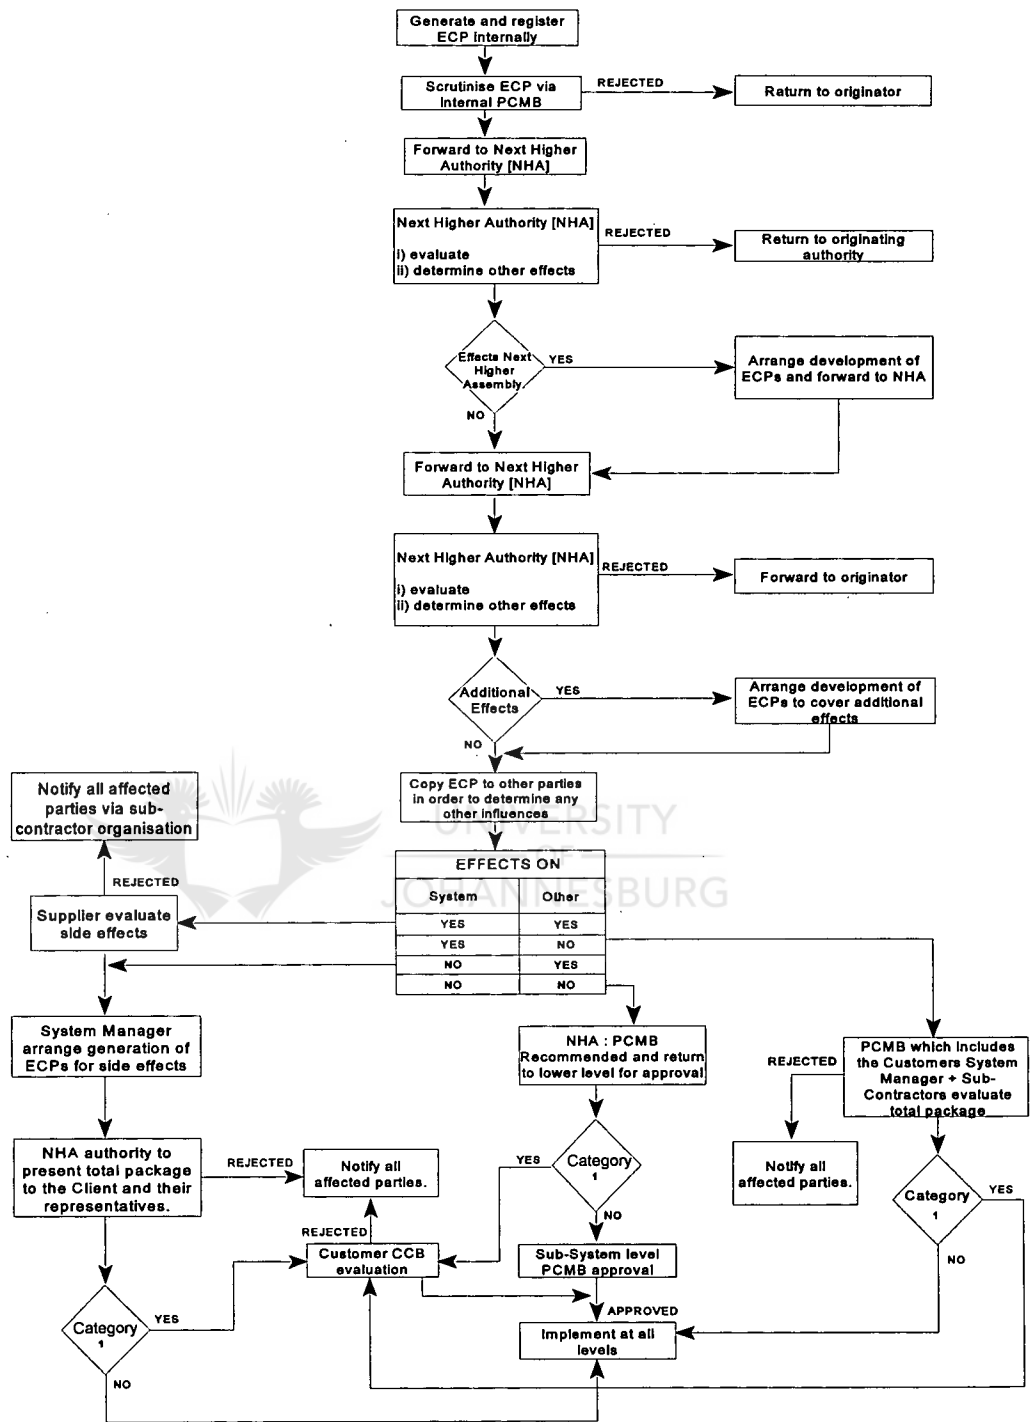 Generate and register
ECP internally
Scrutinise ECP via
Internal PCMB
REJECTED
Return to originator
Forward to Next Higher
Authority [NHA]
Next Higher Authority [NHA]
i) evaluate
ii) determine other effects
REJECTED
Return to originating
authority
Effects Next
Higher
Assembly.
YES
Arrange development of
ECPs and forward to NHA
NO
Forward to Next Higher
Authority [NHA]
Next Higher Authority [NHA]
i) evaluate
ii) determine other effects
REJECTED
Forward to originator
Additional
Effects
YES
Arrange development of
ECPs to cover additional
effects
NO
Copy ECP to other parties
in order to determine any
other influences
UNIVERSITY
OF
JOHANNESBURG
Notify all affected
parties via sub-
contractor organisation
REJECTED
Supplier evaluate
side effects
EFFECTS ON
System Other
YES YES
YES NO
NO YES
NO NO
System Manager
arrange generation of
ECPs for side effects
NHA : PCMB
Recommended and return
to lower level for approval
REJECTED
PCMB which includes
the Customers System
Manager + Sub-
Contractors evaluate
total package
NHA authority to
present total package
to the Client and their
representatives.
REJECTED
Notify all
affected parties.
YES
Category
1
NO
Notify all
affected parties.
Category
1
YES
NO
REJECTED
Customer CCB
evaluation
Sub-System level
PCMB approval
APPROVED
Implement at all
levels
Category
1
YES
NO